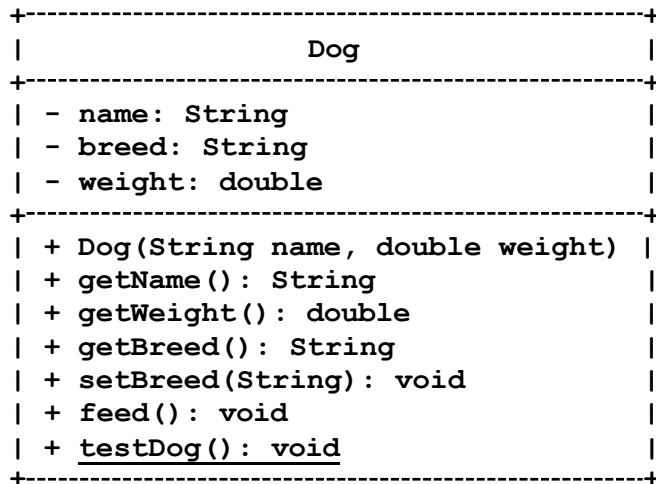 +--------------------------------------------+
| Dog |
+--------------------------------------------+
| - name: String |
| - breed: String |
| - weight: double |
+--------------------------------------------+
| + Dog(String name, double weight) |
| + getName(): String |
| + getWeight(): double |
| + getBreed(): String |
| + setBreed(String): void |
| + feed(): void |
| + testDog(): void |
+--------------------------------------------+